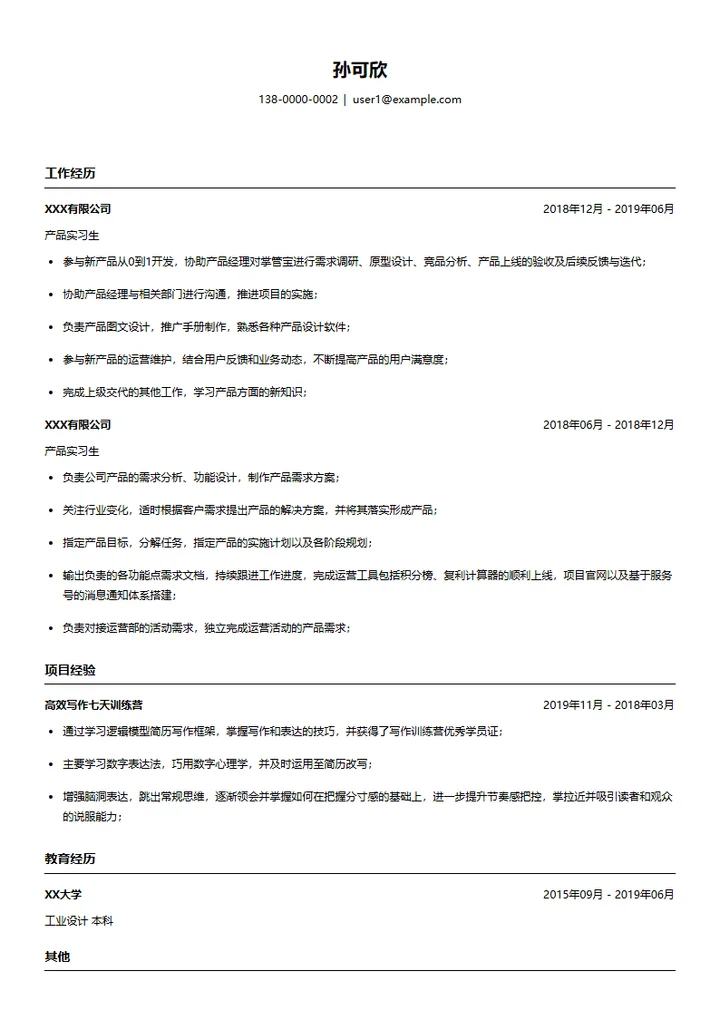 孙可欣
138-0000-0002 | user1@example.com
工作经历
XXX有限公司 2018年12月 - 2019年06月
产品实习生
• 参与新产品从0到1开发，协助产品经理对掌管宝进行需求调研、原型设计、竞品分析、产品上线的验收及后续反馈与迭代；
• 协助产品经理与相关部门进行沟通，推进项目的实施；
• 负责产品图文设计，推广手册制作，熟悉各种产品设计软件；
• 参与新产品的运营维护，结合用户反馈和业务动态，不断提高产品的用户满意度；
• 完成上级交代的其他工作，学习产品方面的新知识；
XXX有限公司 2018年06月 - 2018年12月
产品实习生
• 负责公司产品的需求分析、功能设计，制作产品需求方案；
• 关注行业变化，适时根据客户需求提出产品的解决方案，并将其落实形成产品；
• 指定产品目标，分解任务，指定产品的实施计划以及各阶段规划；
• 输出负责的各功能点需求文档，持续跟进工作进度，完成运营工具包括积分榜、复利计算器的顺利上线，项目官网以及基于服务
号的消息通知体系搭建；
• 负责对接运营部的活动需求，独立完成运营活动的产品需求；
项目经验
高效写作七天训练营 2019年11月 - 2018年03月
• 通过学习逻辑模型简历写作框架，掌握写作和表达的技巧，并获得了写作训练营优秀学员证；
• 主要学习数字表达法，巧用数字心理学，并及时运用至简历改写；
• 增强脑洞表达，跳出常规思维，逐渐领会并掌握如何在把握分寸感的基础上，进一步提升节奏感把控，掌拉近并吸引读者和观众
的说服能力；
教育经历
XX大学 2015年09月 - 2019年06月
工业设计 本科
其他